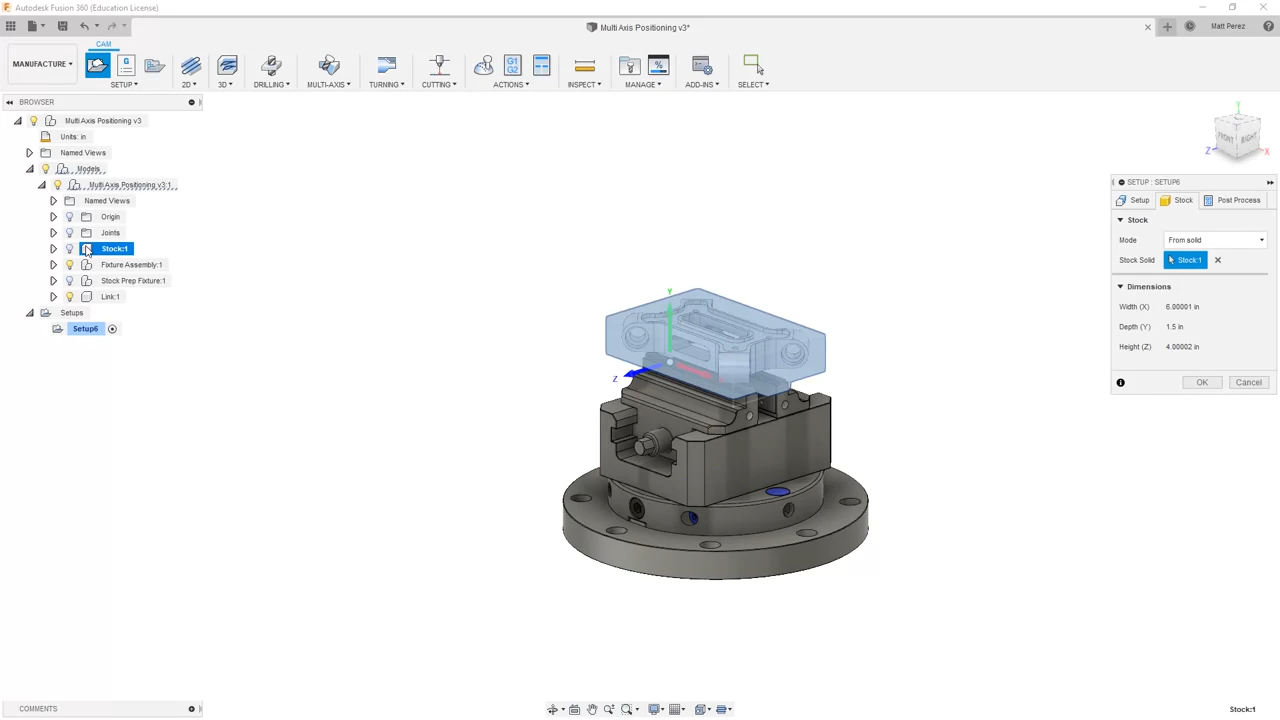 Autodesk Fusion 360 (Education License)
Multi Axis Positioning v3*
Matt Perez
CAM
MANUFACTURE
SETUP
2D
3D
DRILLING
MULTI-AXIS
TURNING
CUTTING
G1
G2
ACTIONS
INSPECT
MANAGE
ADD-INS
SELECT
BROWSER
Multi Axis Positioning v3
Units: in
Named Views
Models
Multi Axis Positioning v3:1
Named Views
Origin
Joints
Stock:1
Fixture Assembly:1
Stock Prep Fixture:1
Link:1
Setups
Setup6
Y
Z
Y
FRONT
RIGHT
Z
X
SETUP : SETUP6
Setup
Stock
Post Process
Stock
Mode
From solid
Stock Solid
Stock:1
Dimensions
Width (X)
6.00001 in
Depth (Y)
1.5 in
Height (Z)
4.00002 in
OK
Cancel
COMMENTS
Stock:1